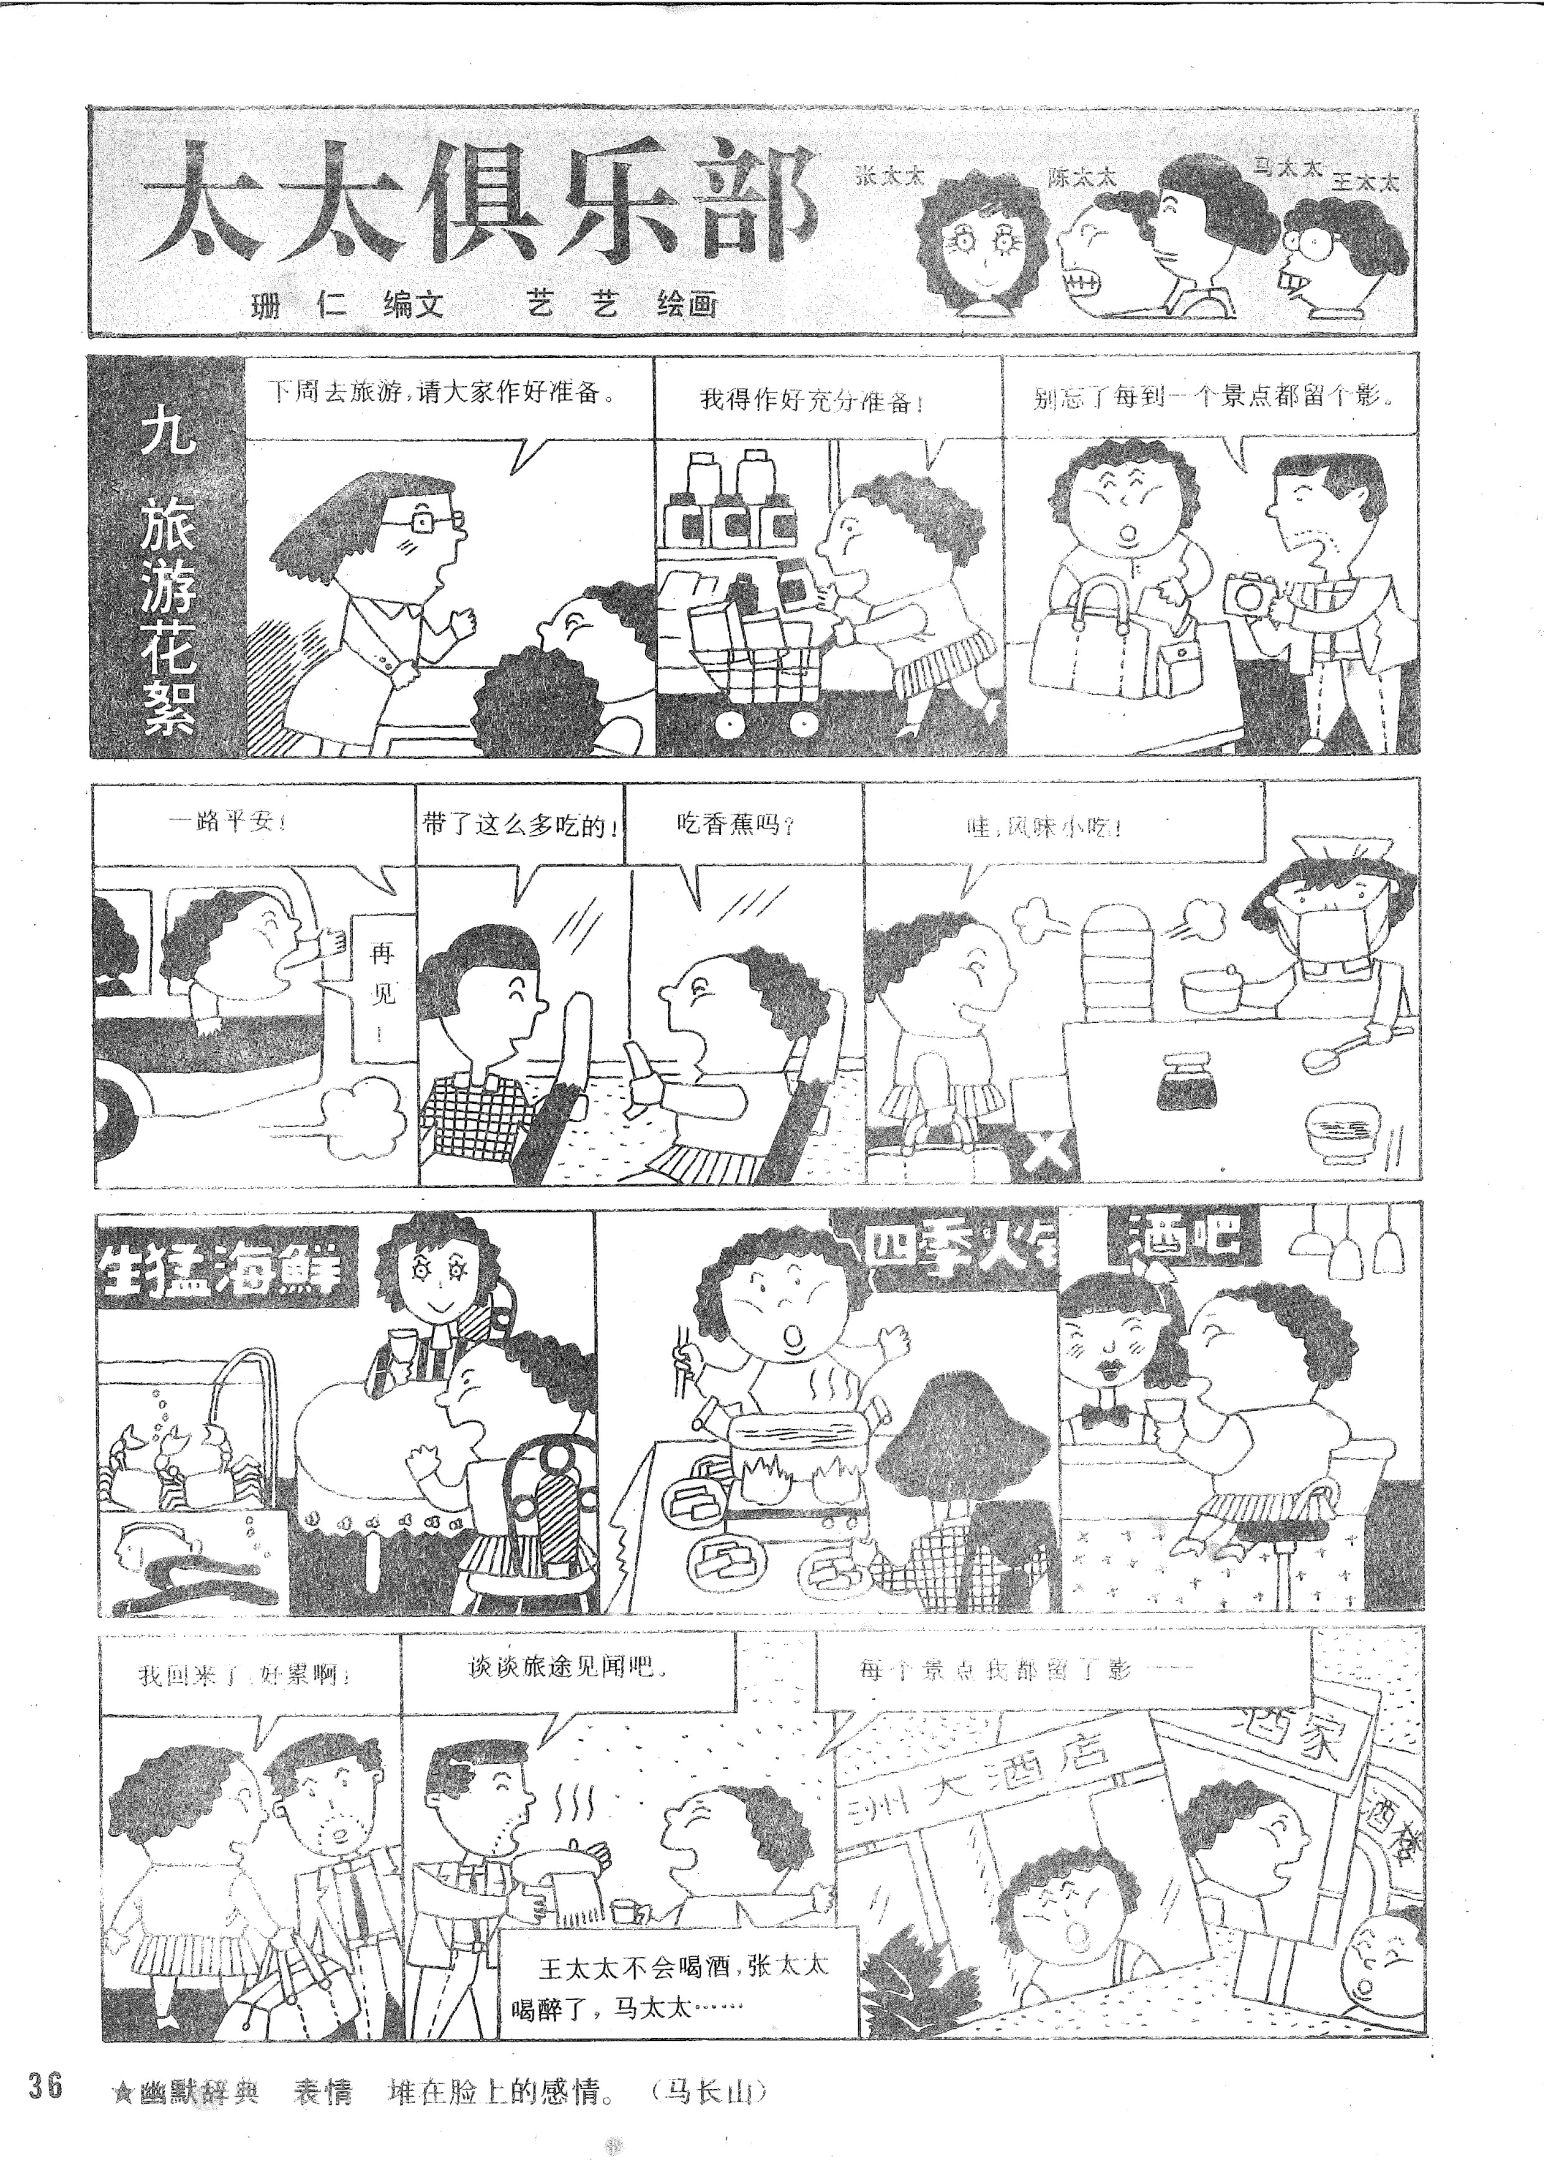 太太俱乐部
珊仁 编文 艺艺 绘画
张太太
陈太太
马太太
王太太
九 旅游花絮
下周去旅游,请大家作好准备。
我得作好充分准备!
别忘了每到一个景点都留个影。
一路平安!
再见!
带了这么多吃的!
吃香蕉吗?
哇,风味小吃!
生猛海鲜
四季火
酒吧
我回来了,好累啊!
谈谈旅途见闻吧。
王太太不会喝酒,张太太
喝醉了,马太太……
每个景点我都留了影……
洲大酒店
酒家
酒楼
36
★幽默辞典 表情 堆在脸上的感情。(马长山)